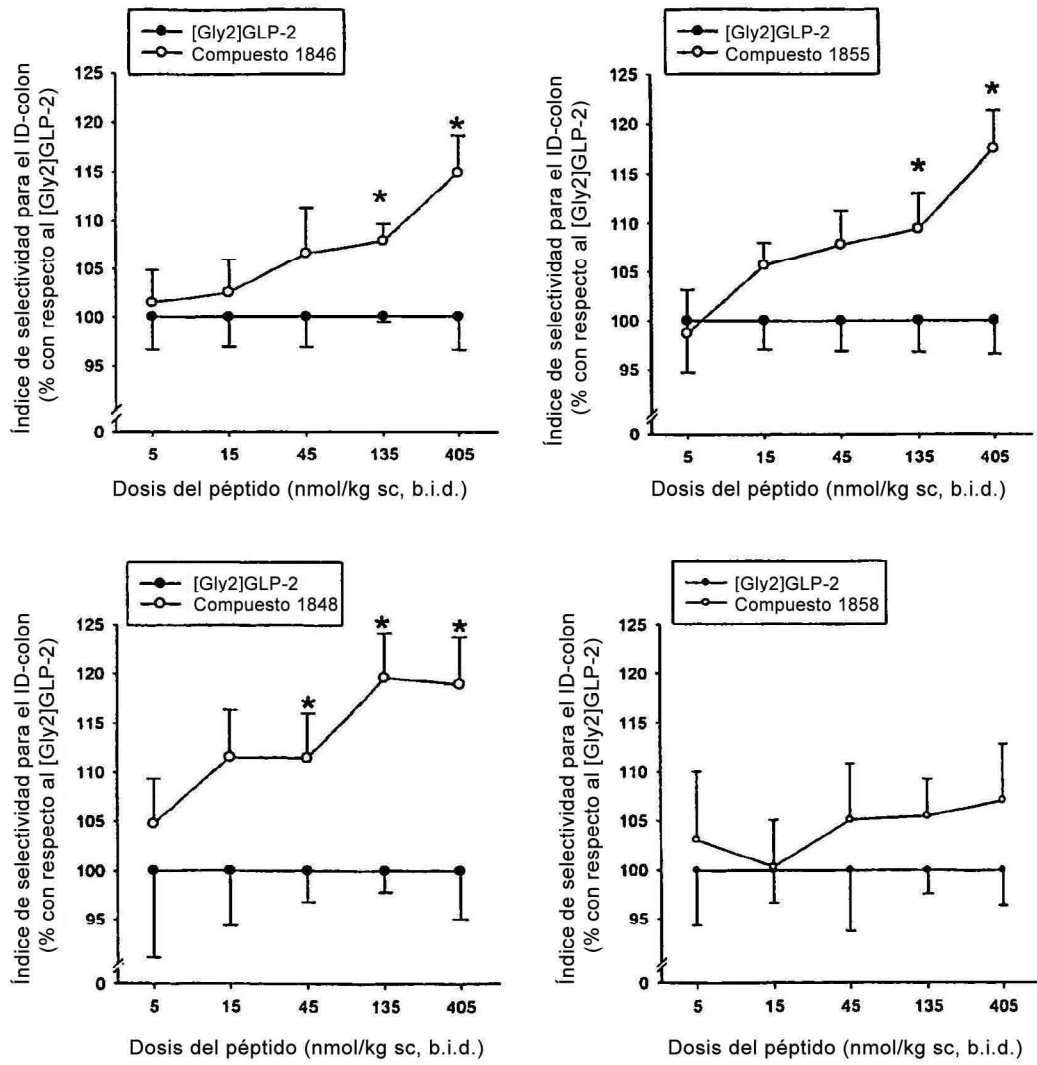 [Gly2]GLP-2
Compuesto 1846
Índice de selectividad para el ID-colon
(% con respecto al [Gly2]GLP-2)
125
120
115
110
105
100
95
0
*
*
5 15 45 135 405
Dosis del péptido (nmol/kg sc, b.i.d.)
[Gly2]GLP-2
Compuesto 1855
Índice de selectividad para el ID-colon
(% con respecto al [Gly2]GLP-2)
125
120
115
110
105
100
95
0
*
*
5 15 45 135 405
Dosis del péptido (nmol/kg sc, b.i.d.)
[Gly2]GLP-2
Compuesto 1848
Índice de selectividad para el ID-colon
(% con respecto al [Gly2]GLP-2)
125
120
115
110
105
100
95
0
*
*
*
5 15 45 135 405
Dosis del péptido (nmol/kg sc, b.i.d.)
[Gly2]GLP-2
Compuesto 1858
Índice de selectividad para el ID-colon
(% con respecto al [Gly2]GLP-2)
125
120
115
110
105
100
95
0
5 15 45 135 405
Dosis del péptido (nmol/kg sc, b.i.d.)